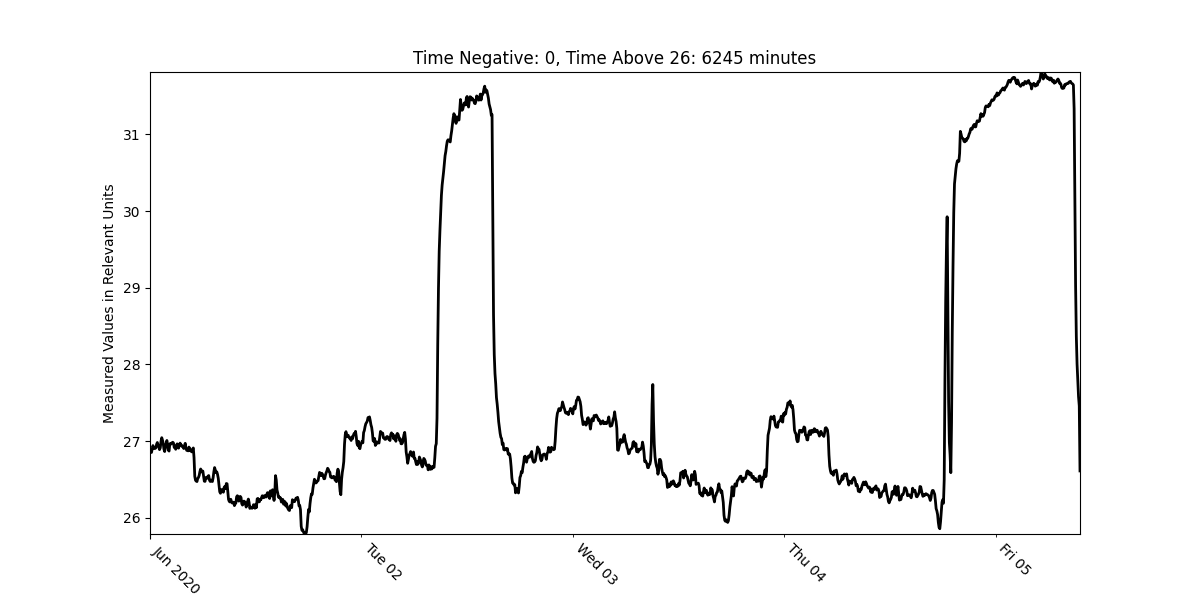 Time Negative: 0, Time Above 26: 6245 minutes
Measured Values in Relevant Units
31
30
29
28
27
26
Jun 2020
Tue 02
Wed 03
Thu 04
Fri 05